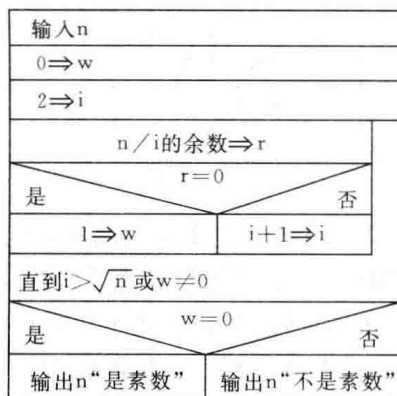 输入n
0⇒w
2⇒i
n/i的余数⇒r
r=0
是 否
1⇒w i+1⇒i
直到i>√n或w≠0
w=0
是 否
输出n“是素数” 输出n“不是素数”